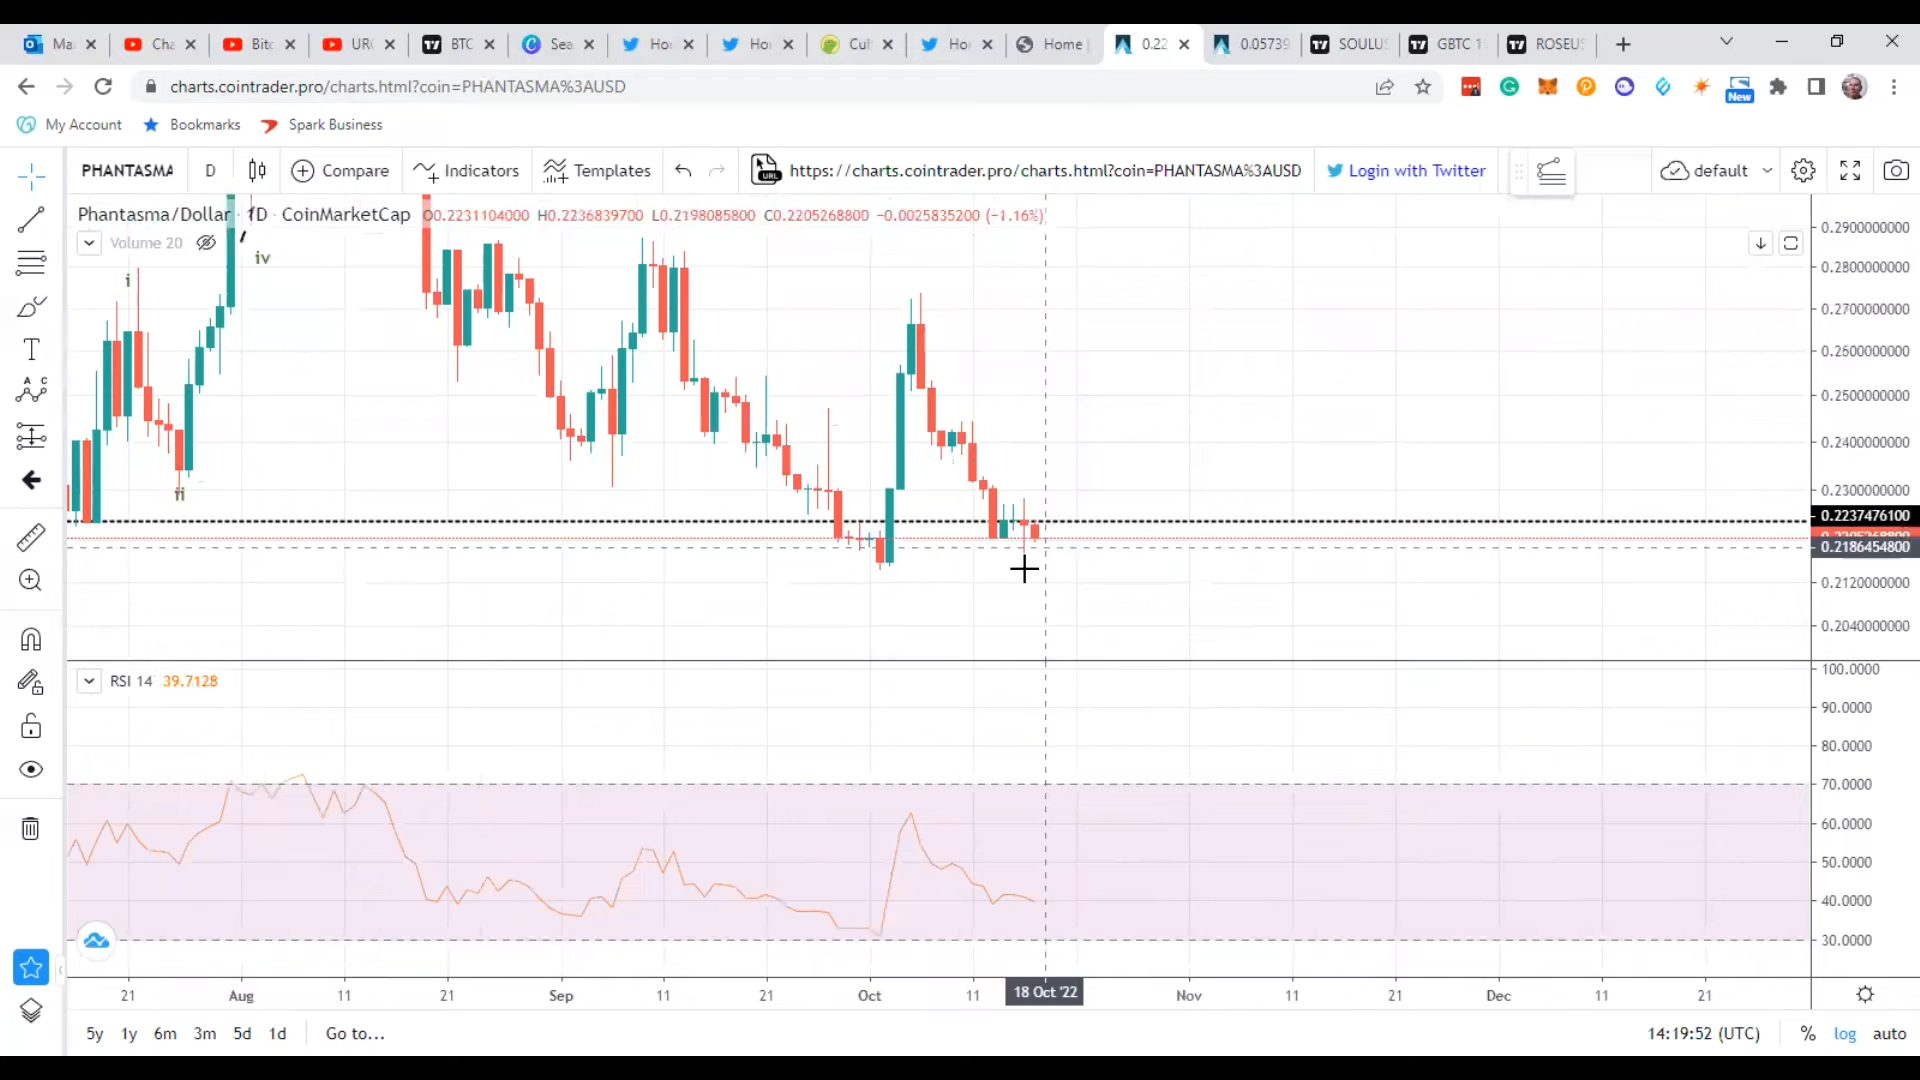 Ma
Cha
Bitc
URC
BTC
Sea
Ho
Ho
Cul
Ho
Home
0.22
0.05739
SOULUS
GBTC 1
ROSEUS
charts.cointrader.pro/charts.html?coin=PHANTASMA%3AUSD
New
My Account
Bookmarks
Spark Business
PHANTASMA
D
Compare
Indicators
Templates
URL
https://charts.cointrader.pro/charts.html?coin=PHANTASMA%3AUSD
Login with Twitter
default
Phantasma/Dollar · 1D · CoinMarketCap O0.2231104000 H0.2236839700 L0.2198085800 C0.2205268800 −0.0025835200 (−1.16%)
Volume 20
i
ii
iv
0.2900000000
0.2800000000
0.2700000000
0.2600000000
0.2500000000
0.2400000000
0.2300000000
0.2237476100
0.2205268800
0.2186454800
0.2120000000
0.2040000000
RSI 14 39.7128
100.0000
90.0000
80.0000
70.0000
60.0000
50.0000
40.0000
30.0000
21
Aug
11
21
Sep
11
21
Oct
11
18 Oct '22
Nov
11
21
Dec
11
21
5y
1y
6m
3m
5d
1d
Go to...
14:19:52 (UTC)
%
log
auto